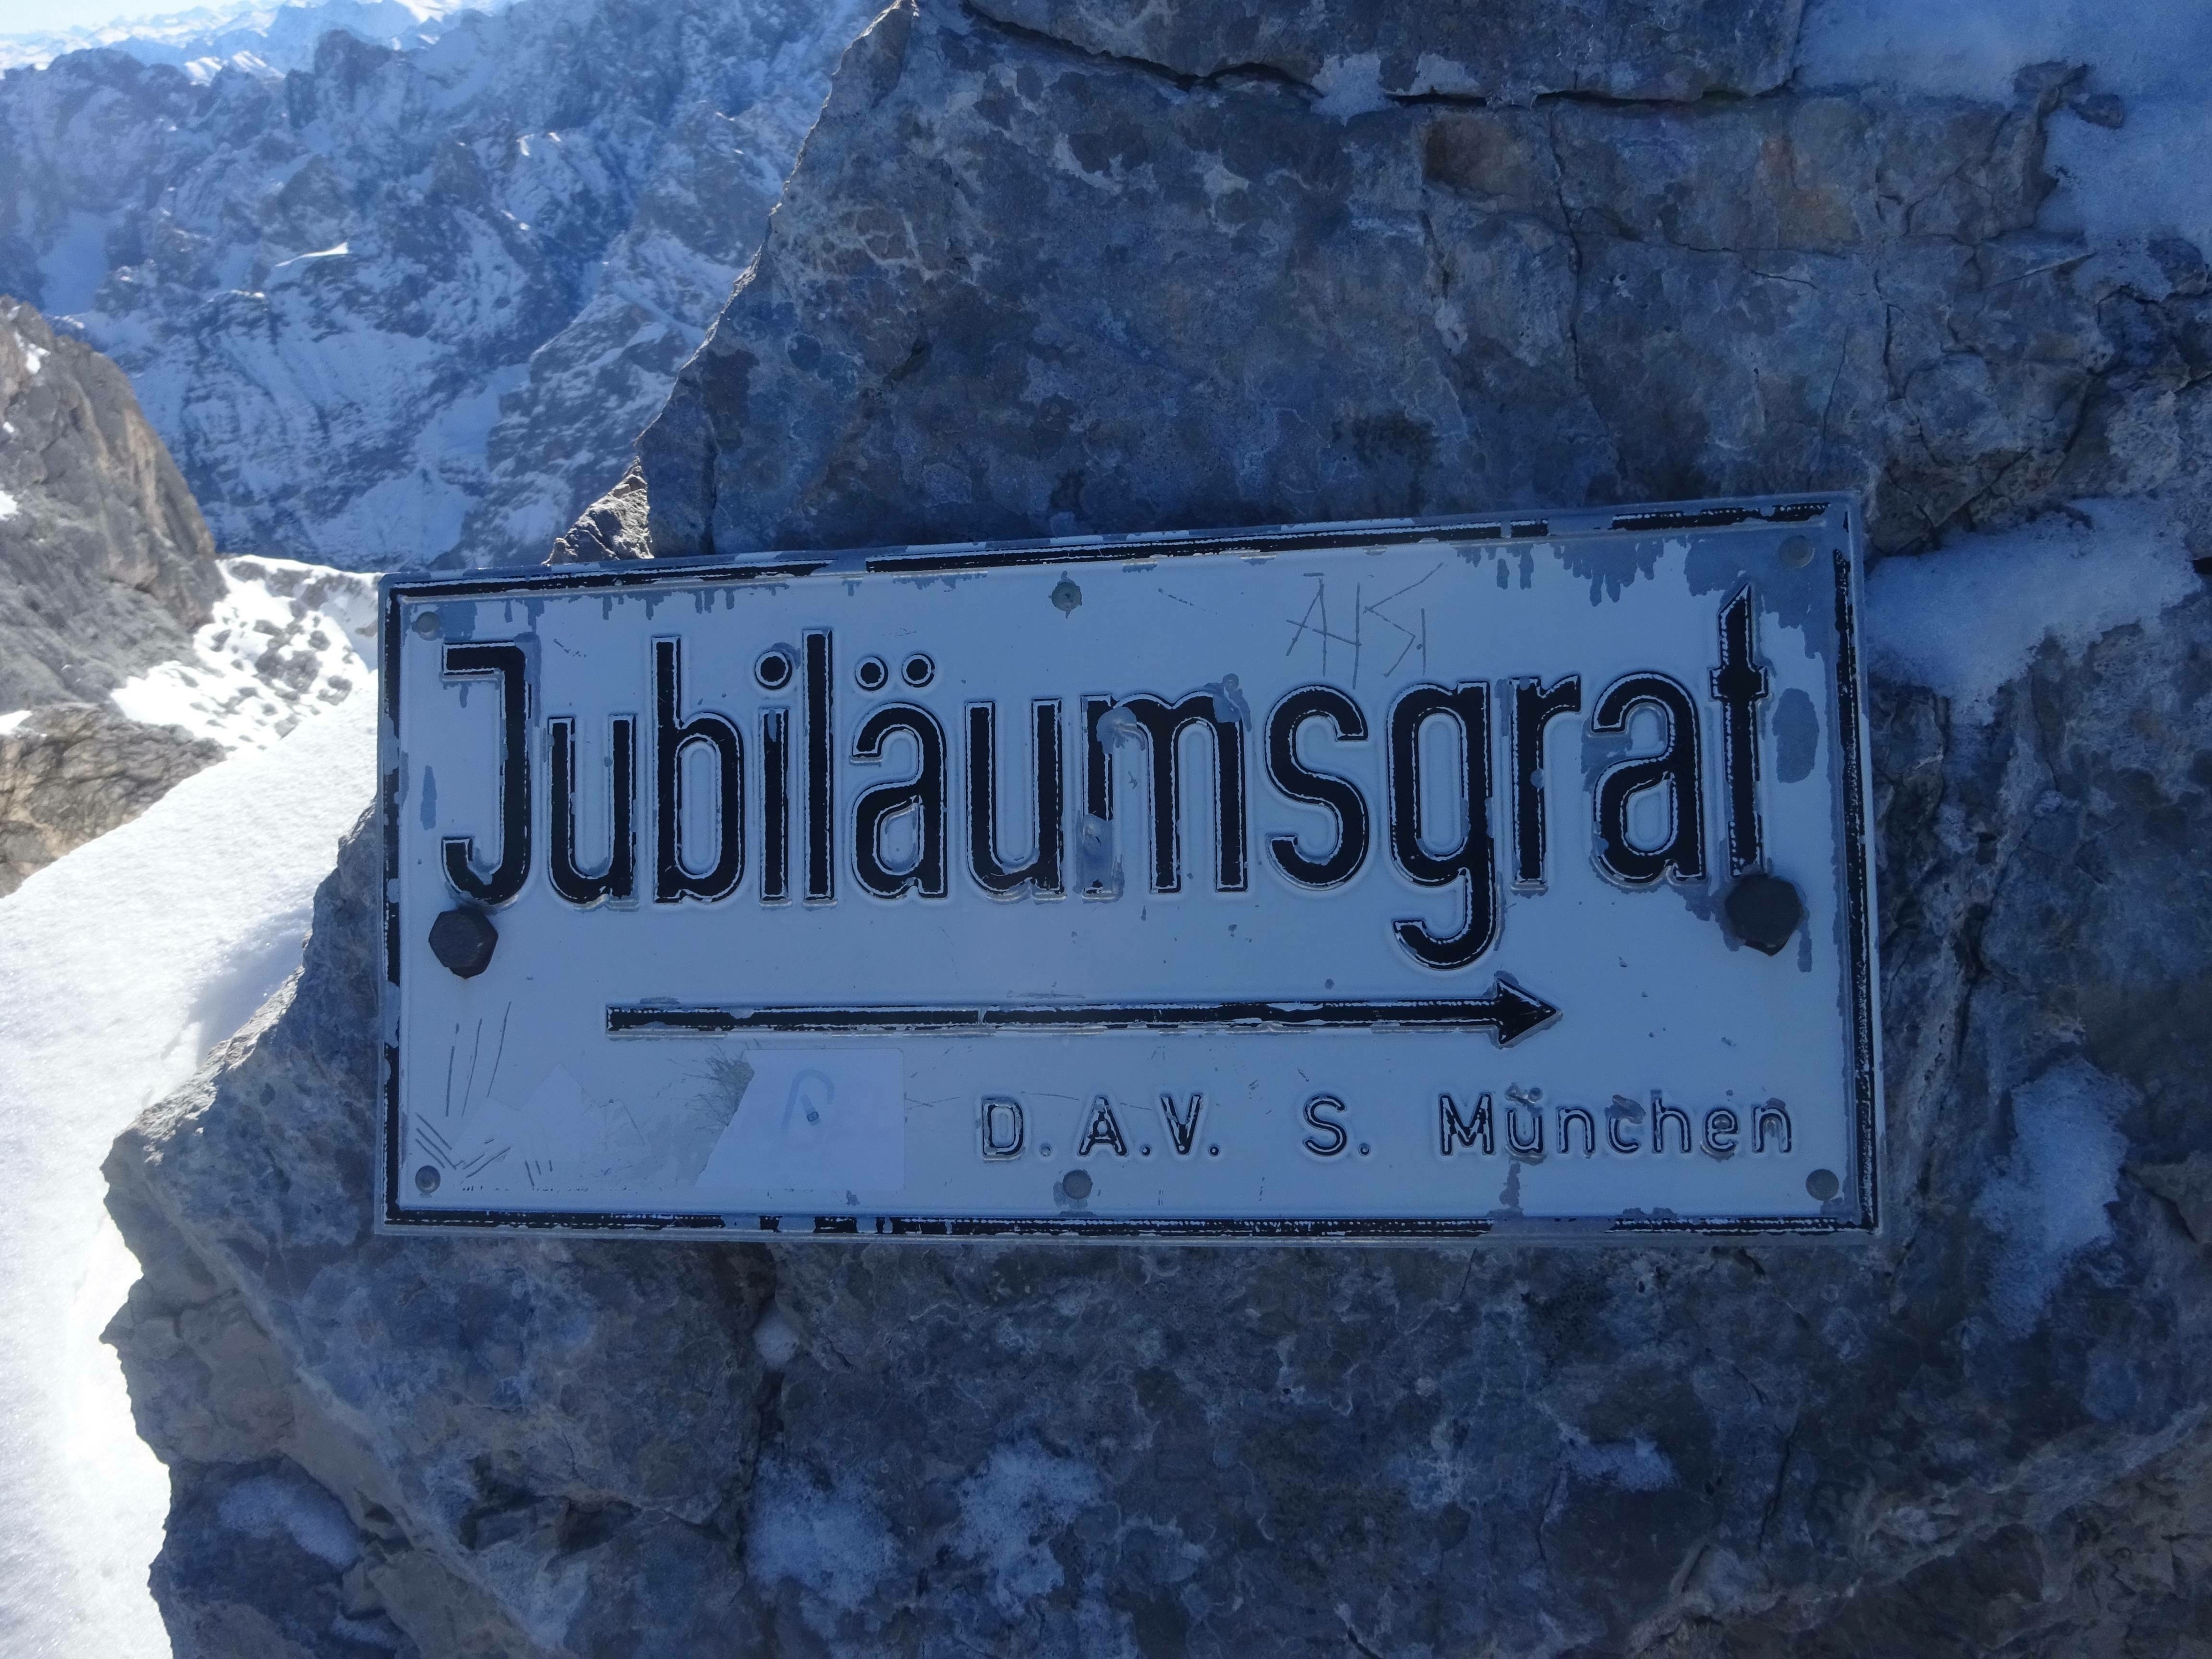 Jubiläumsgrat
D.A.V. S. München